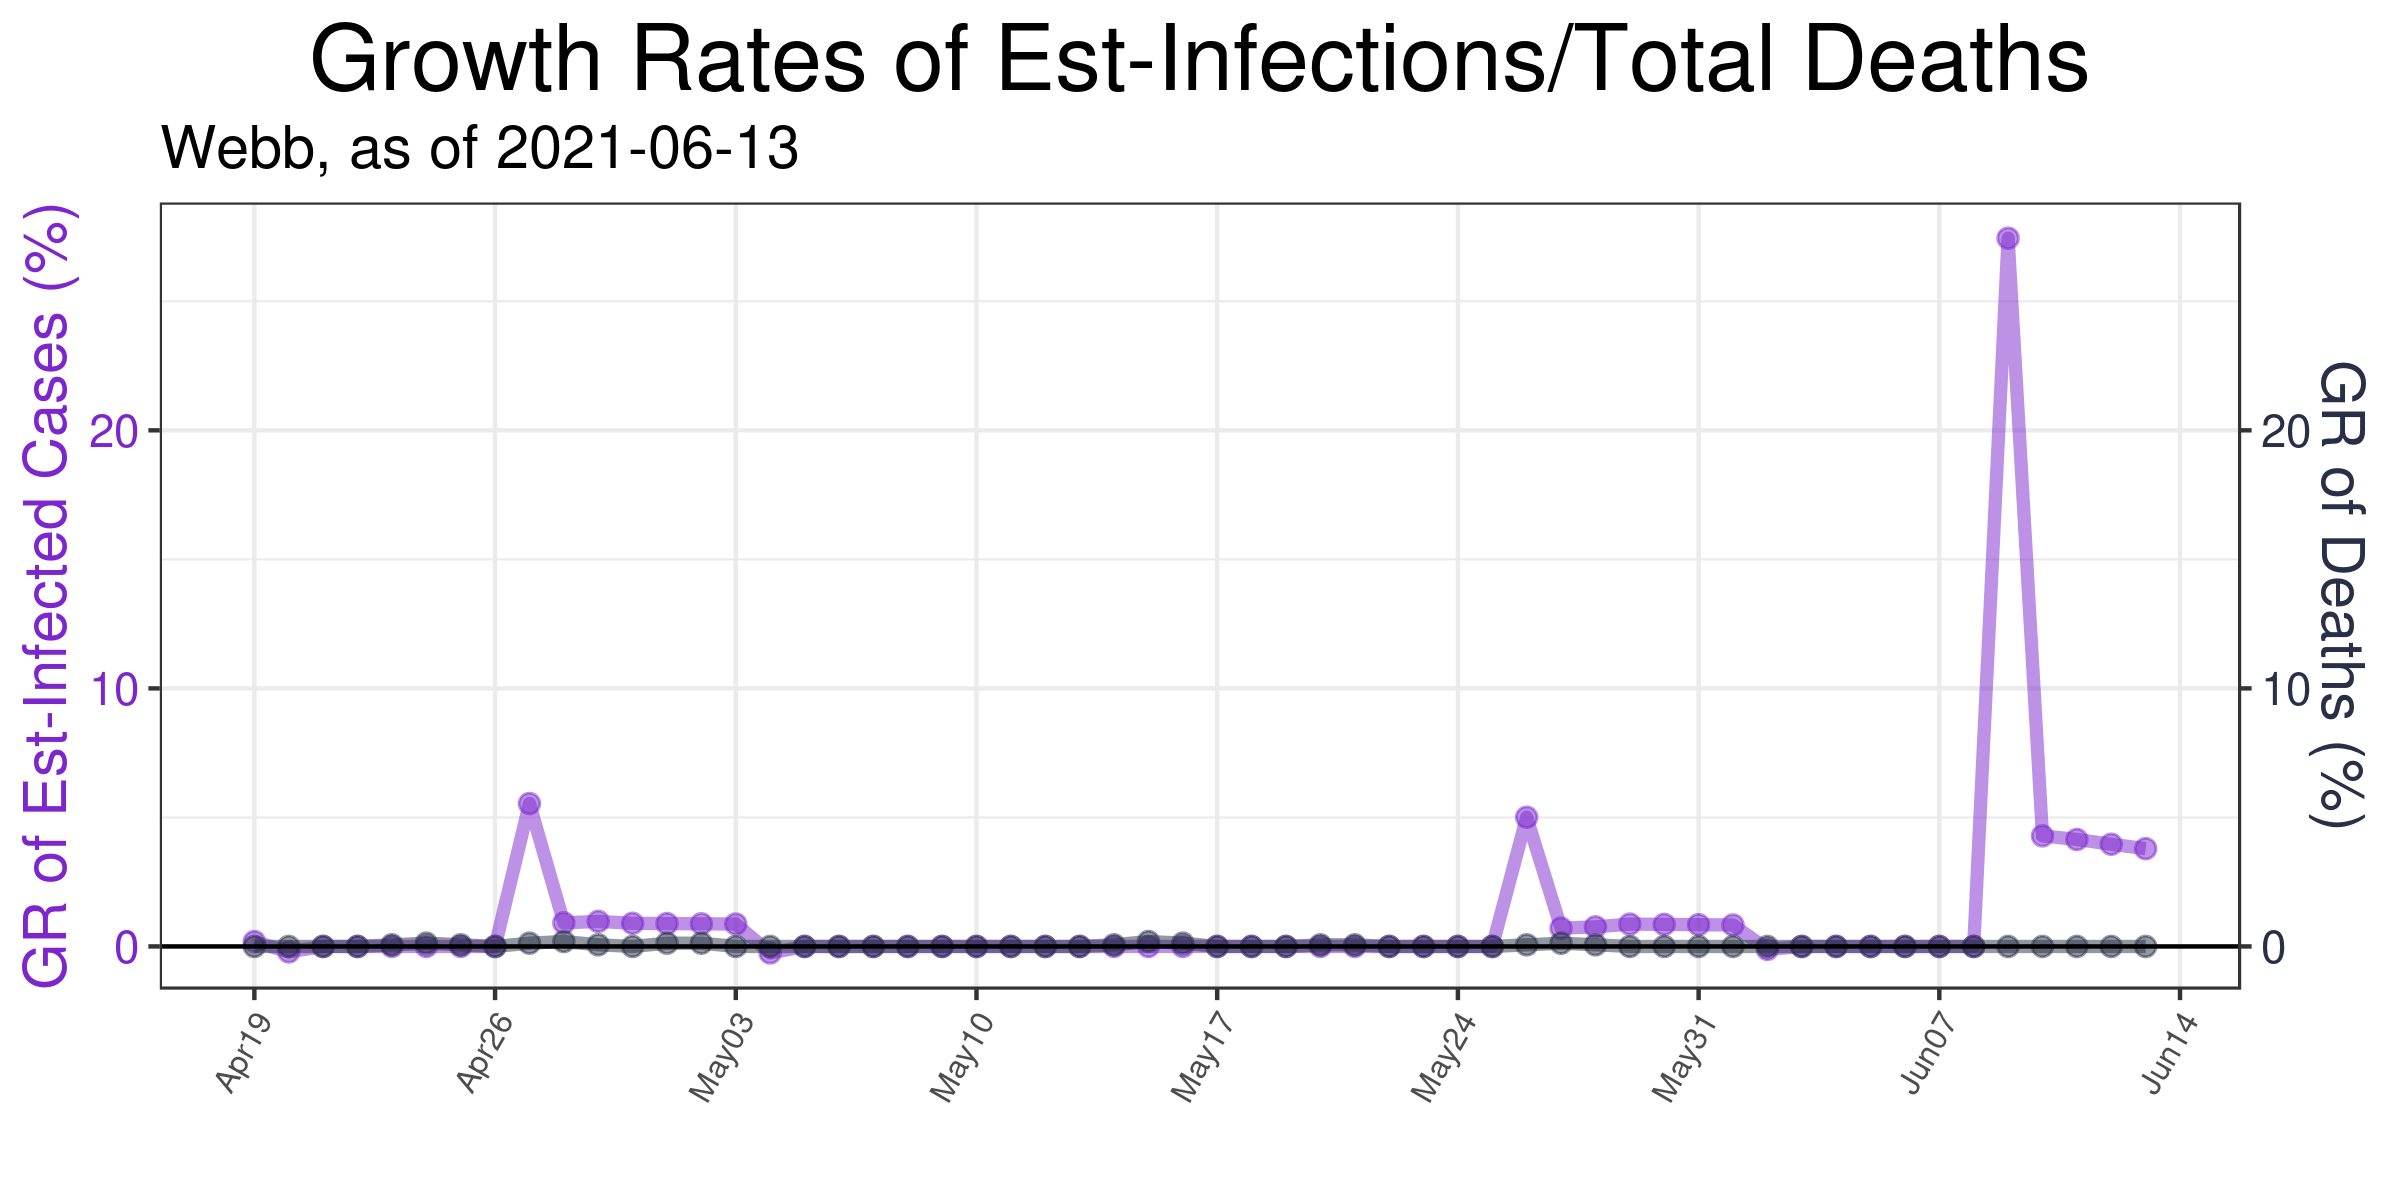 Growth Rates of Est-Infections/Total Deaths
Webb, as of 2021-06-13
GR of Est-Infected Cases (%)
20
10
0
20
10
0
GR of Deaths (%)
Apr19
Apr26
May03
May10
May17
May24
May31
Jun07
Jun14